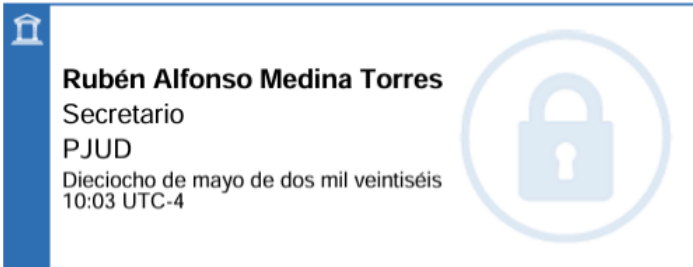 Rubén Alfonso Medina Torres
Secretario
PJUD
Dieciocho de mayo de dos mil veintiséis
10:03 UTC-4